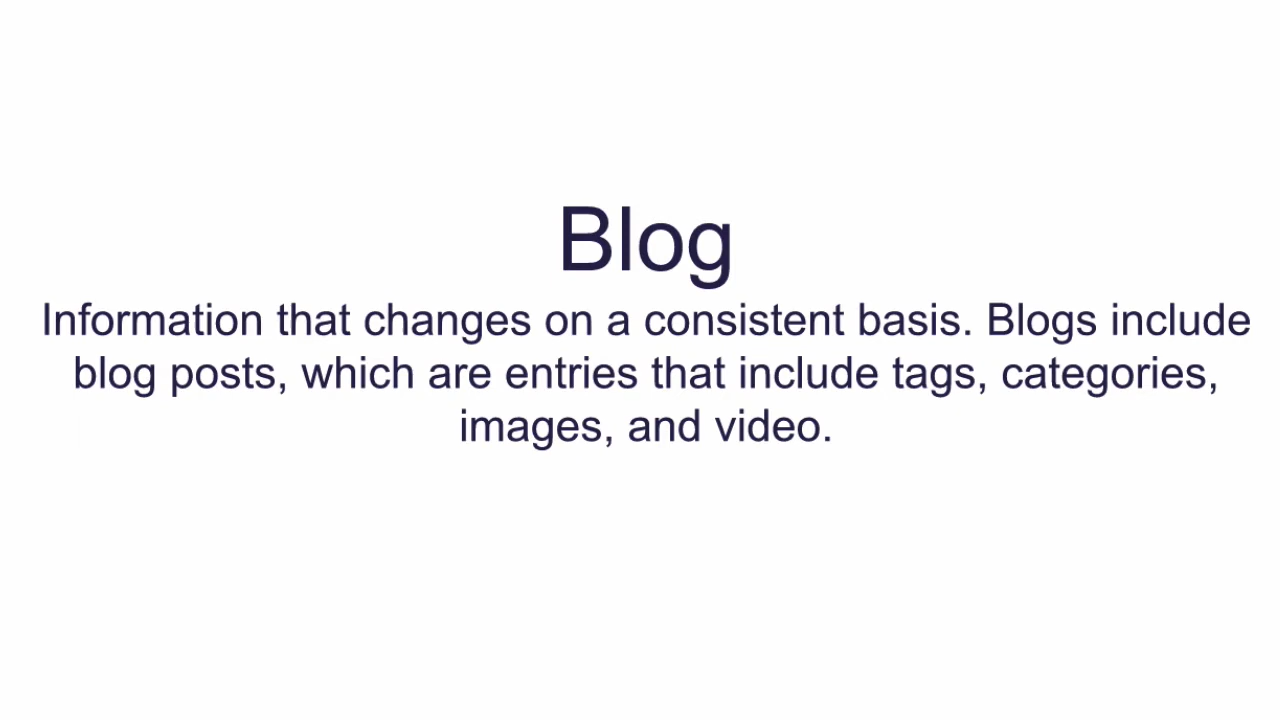 Blog
Information that changes on a consistent basis. Blogs include
blog posts, which are entries that include tags, categories,
images, and video.